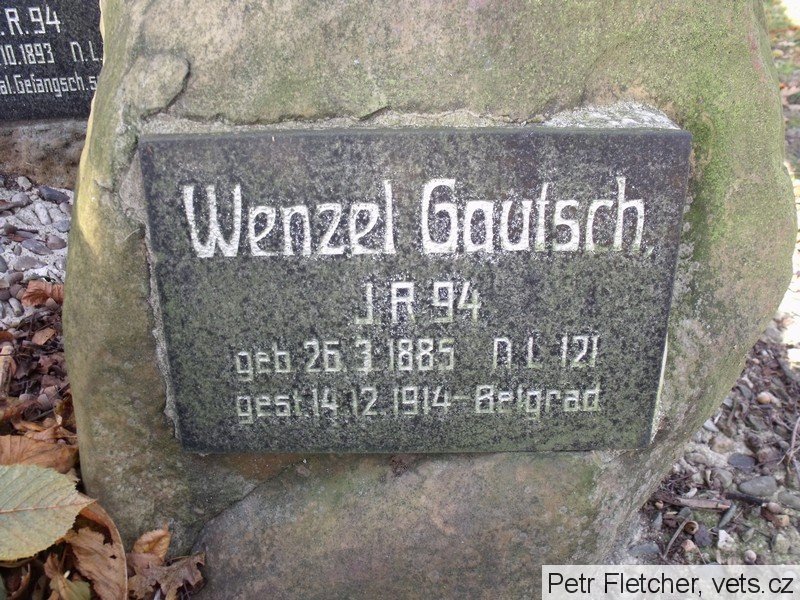 .R.94
.10.1893 N.L.
al.Gefangsch.s
Wenzel Gautsch,
J R 94
geb. 26.3.1885 N L 121
gest. 14.12.1914 - Belgrad
Petr Fletcher, vets.cz